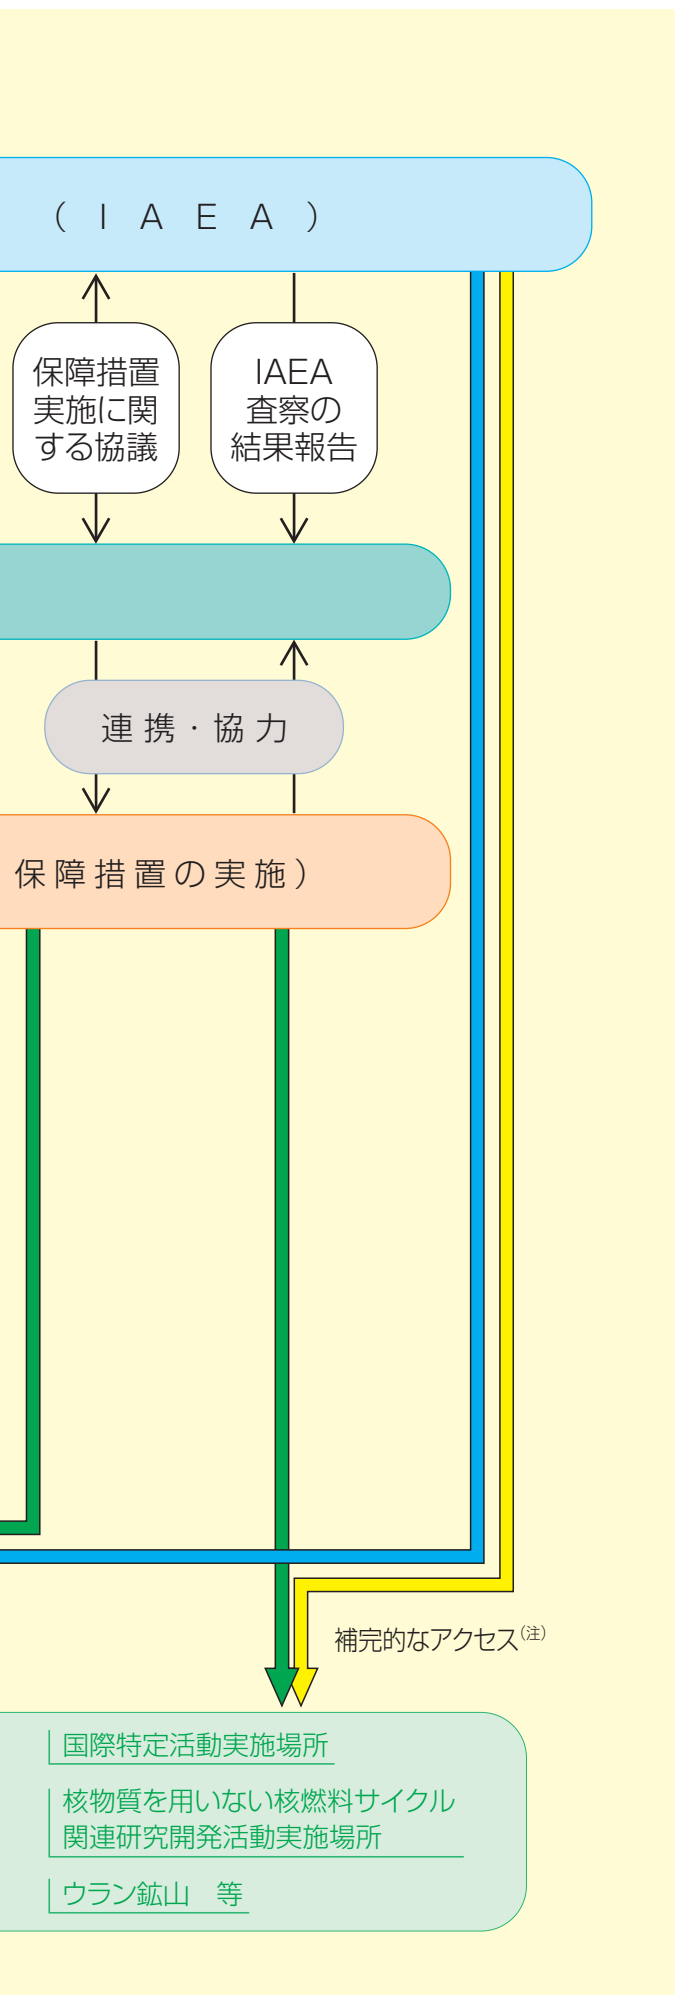 （ＩＡＥＡ）
保障措置
実施に関
する協議
IAEA
査察の
結果報告
連携・協力
保障措置の実施）
補完的なアクセス(注)
国際特定活動実施場所
核物質を用いない核燃料サイクル
関連研究開発活動実施場所
ウラン鉱山　等